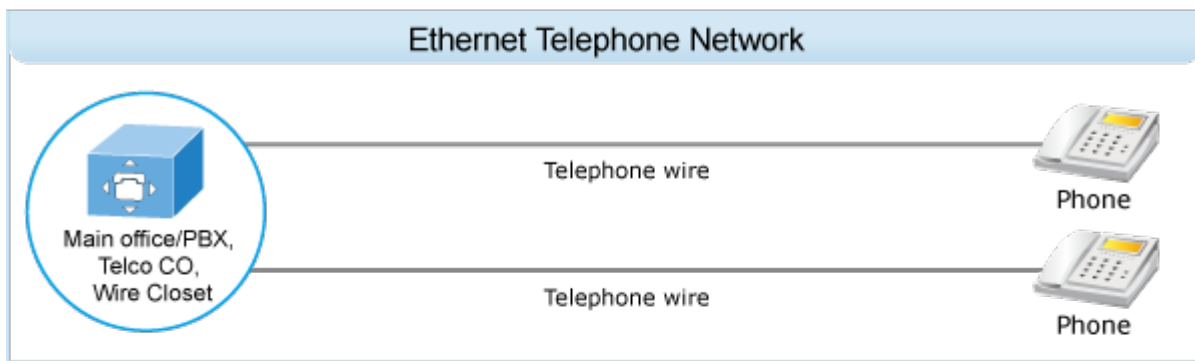 Ethernet Telephone Network
Telephone wire
Phone
Main office/PBX,
Telco CO,
Wire Closet
Telephone wire
Phone